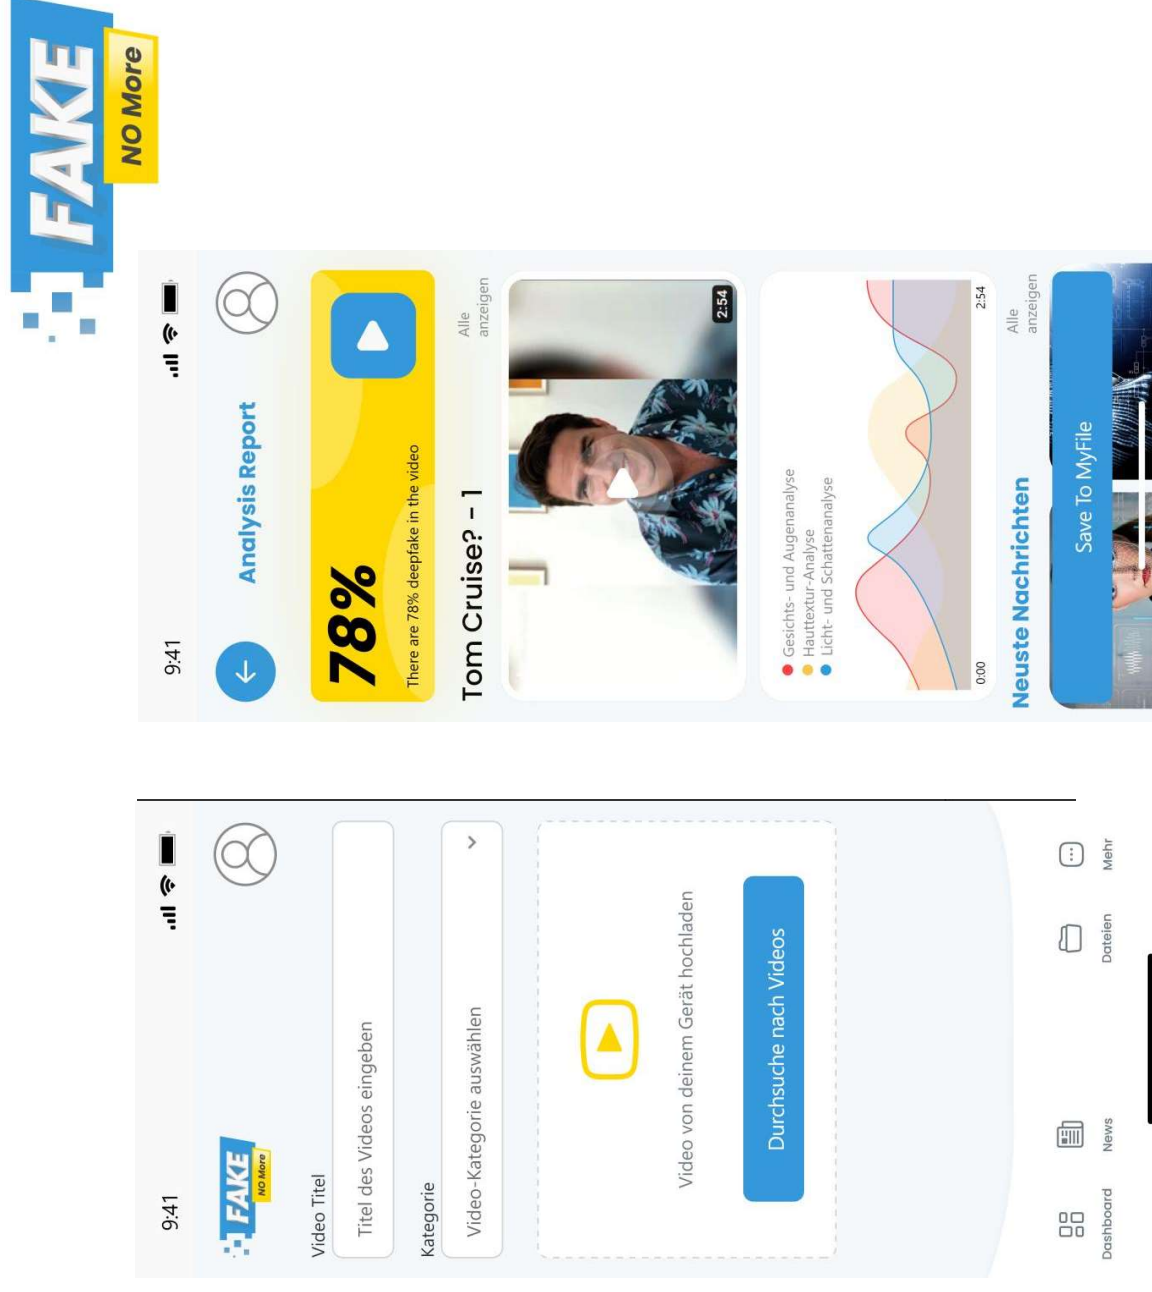 FAKE
NO More
9:41
FAKE
NO More
Video Titel
Titel des Videos eingeben
Kategorie
Video-Kategorie auswählen
Video von deinem Gerät hochladen
Durchsuche nach Videos
Dashboard
News
Dateien
Mehr
9:41
Analysis Report
78%
There are 78% deepfake in the video
Tom Cruise? - 1
Alle
anzeigen
2:54
Gesichts- und Augenanalyse
Hauttextur-Analyse
Licht- und Schattenanalyse
0:00
2:54
Neuste Nachrichten
Alle
anzeigen
Save To MyFile